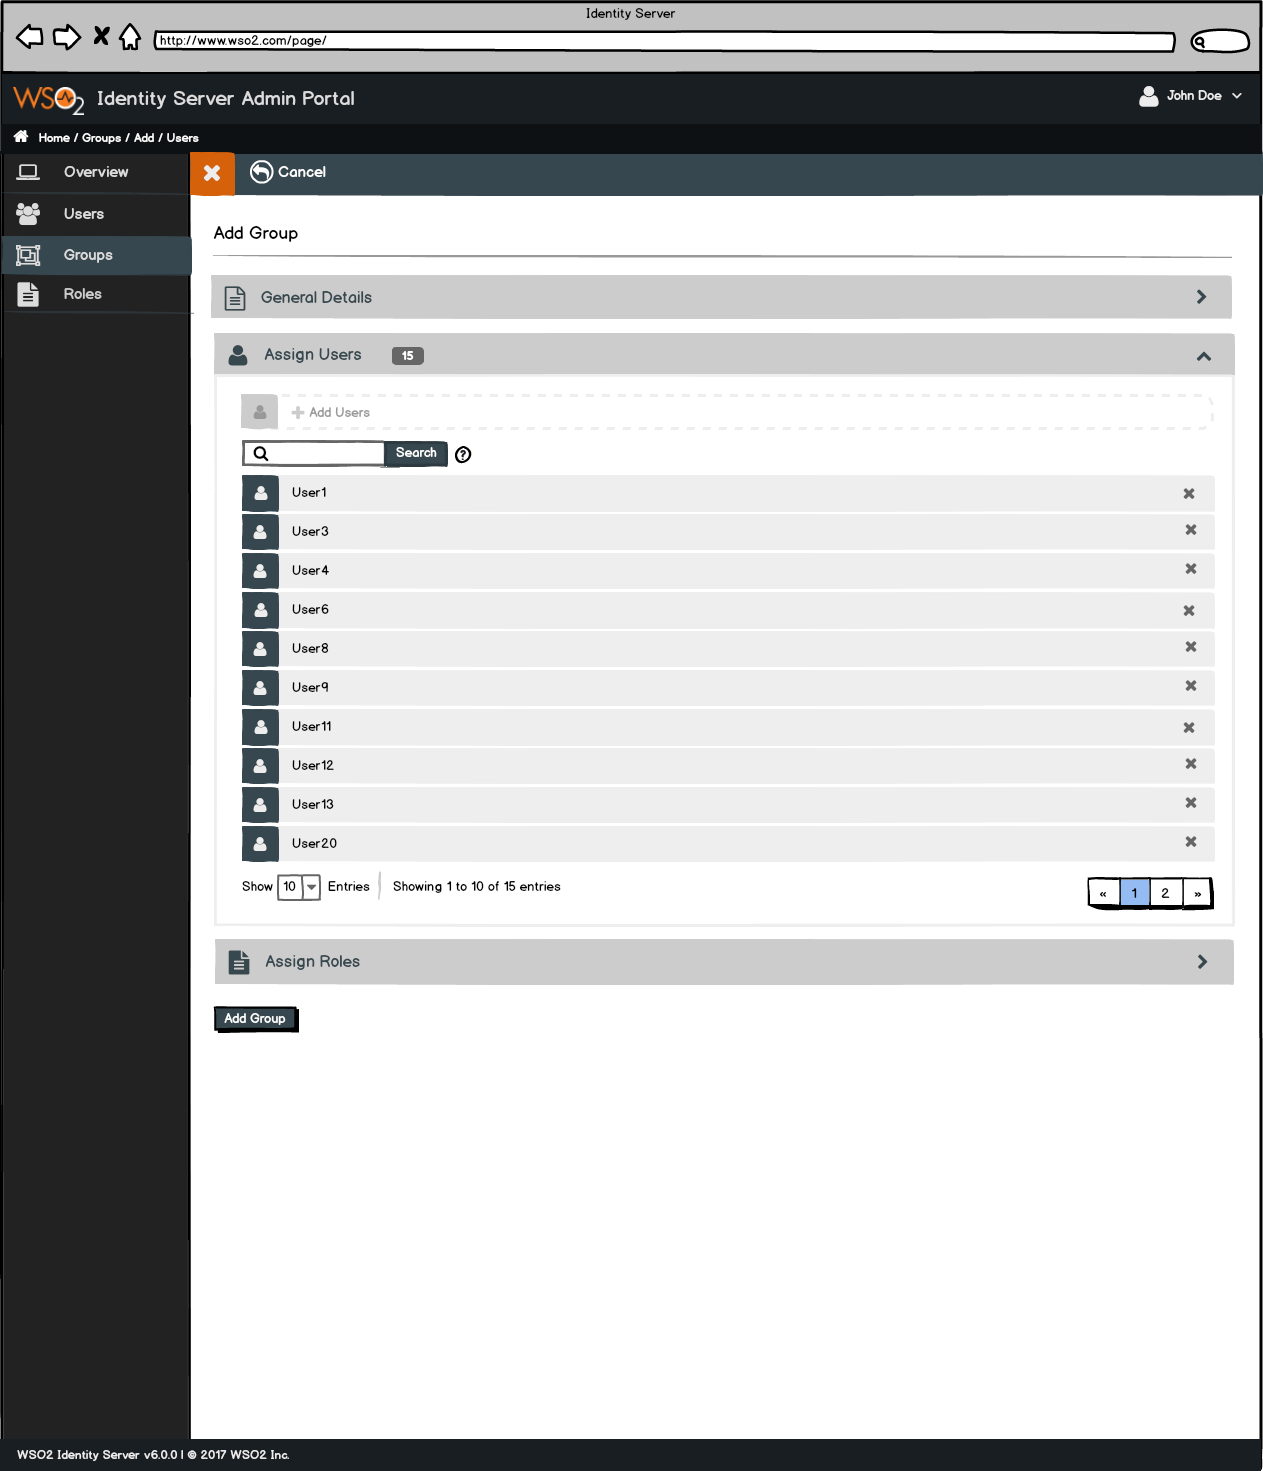 Identity Server
http://www.wso2.com/page/
WSO2 Identity Server Admin Portal
John Doe
Home / Groups / Add / Users
Overview
Users
Groups
Roles
Cancel
Add Group
General Details
Assign Users 15
Add Users
Search ?
User1
User3
User4
User6
User8
User9
User11
User12
User13
User20
Show 10 Entries Showing 1 to 10 of 15 entries
« 1 2 »
Assign Roles
Add Group
WSO2 Identity Server v6.0.0 | © 2017 WSO2 Inc.